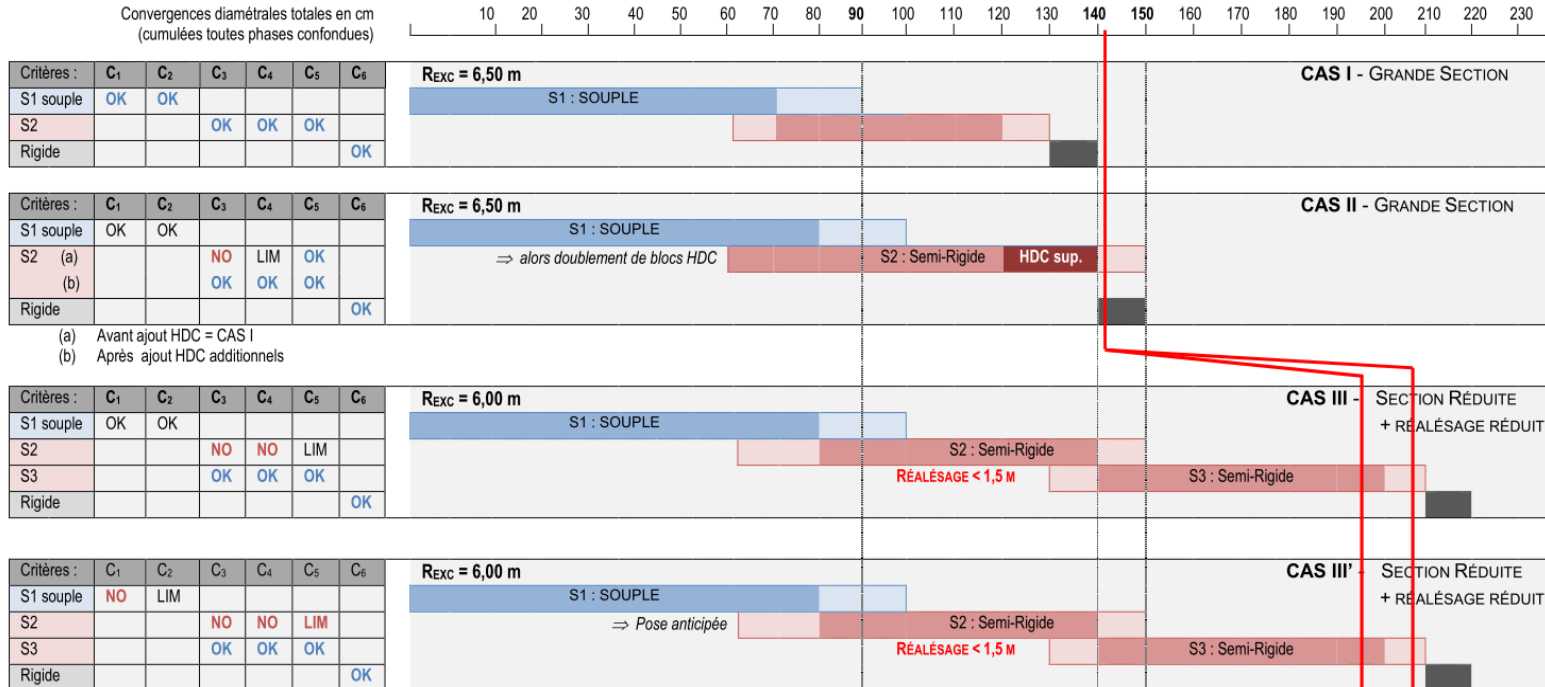 Convergences diamétrales totales en cm
(cumulées toutes phases confondues)
10 20 30 40 50 60 70 80 90 100 110 120 130 140 150 160 170 180 190 200 210 220 230
Critères : C1 C2 C3 C4 C5 C6
REXC = 6,50 m
CAS I - GRANDE SECTION
S1 souple OK OK
S1 : SOUPLE
S2 OK OK OK
Rigide OK
Critères : C1 C2 C3 C4 C5 C6
REXC = 6,50 m
CAS II - GRANDE SECTION
S1 souple OK OK
S1 : SOUPLE
S2 (a) NO LIM OK
⇒ alors doublement de blocs HDC
S2 : Semi-Rigide
HDC sup.
(b) OK OK OK
Rigide OK
(a) Avant ajout HDC = CAS I
(b) Après ajout HDC additionnels
Critères : C1 C2 C3 C4 C5 C6
REXC = 6,00 m
CAS III - SECTION RÉDUITE
S1 souple OK OK
S1 : SOUPLE
+ RÉALÉSAGE RÉDUIT
S2 NO NO LIM
S2 : Semi-Rigide
S3 OK OK OK
RÉALÉSAGE < 1,5 M
S3 : Semi-Rigide
Rigide OK
Critères : C1 C2 C3 C4 C5 C6
REXC = 6,00 m
CAS III' - SECTION RÉDUITE
S1 souple NO LIM
S1 : SOUPLE
+ RÉALÉSAGE RÉDUIT
S2 NO NO LIM
⇒ Pose anticipée
S2 : Semi-Rigide
S3 OK OK OK
RÉALÉSAGE < 1,5 M
S3 : Semi-Rigide
Rigide OK